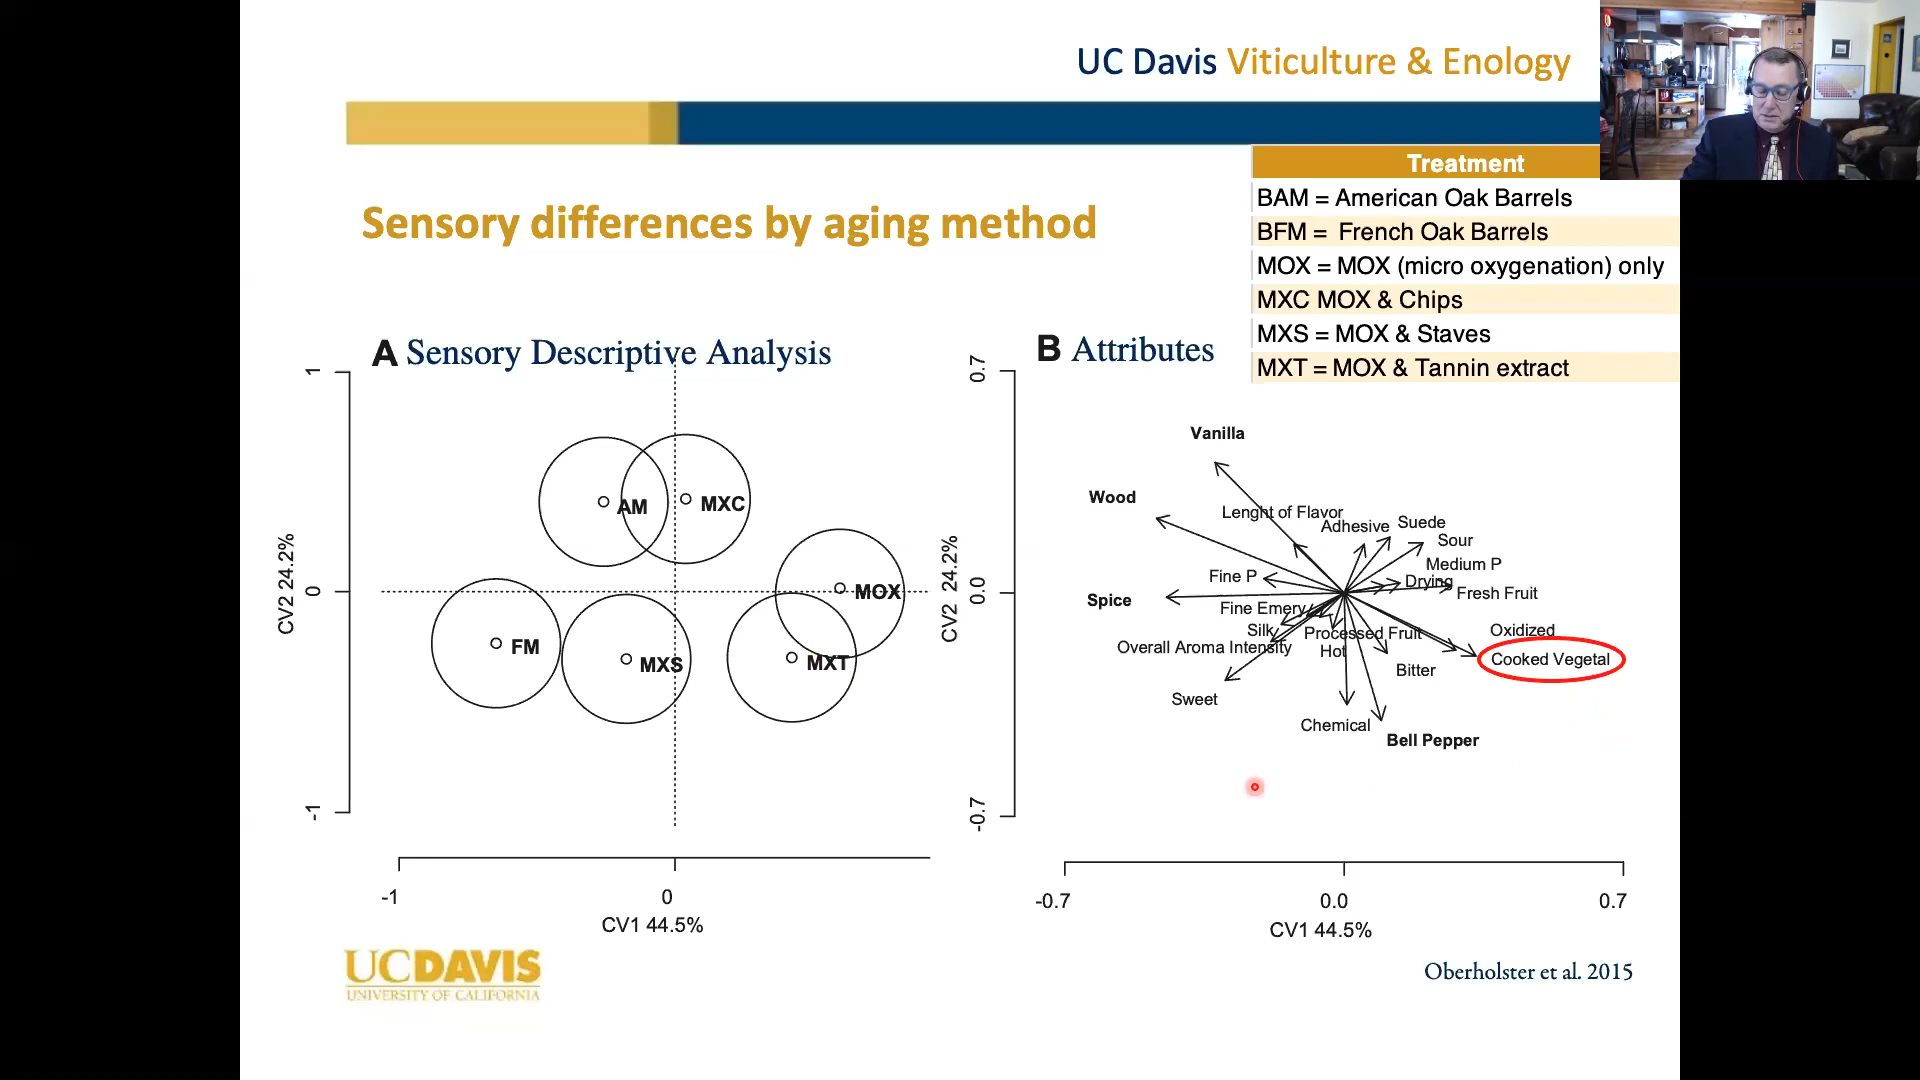 UC Davis Viticulture & Enology
Treatment
BAM = American Oak Barrels
BFM = French Oak Barrels
MOX = MOX (micro oxygenation) only
MXC MOX & Chips
MXS = MOX & Staves
MXT = MOX & Tannin extract
Sensory differences by aging method
A Sensory Descriptive Analysis
1
0
-1
CV2 24.2%
AM
MXC
MOX
FM
MXS
MXT
-1
0
CV1 44.5%
B Attributes
0.7
0.0
-0.7
CV2 24.2%
Vanilla
Wood
Lenght of Flavor
Adhesive
Suede
Sour
Medium P
Fine P
Drying
Fresh Fruit
Spice
Fine Emery
Silk
Processed Fruit
Oxidized
Overall Aroma Intensity
Hot
Cooked Vegetal
Bitter
Sweet
Chemical
Bell Pepper
-0.7
0.0
0.7
CV1 44.5%
UCDAVIS
UNIVERSITY OF CALIFORNIA
Oberholster et al. 2015